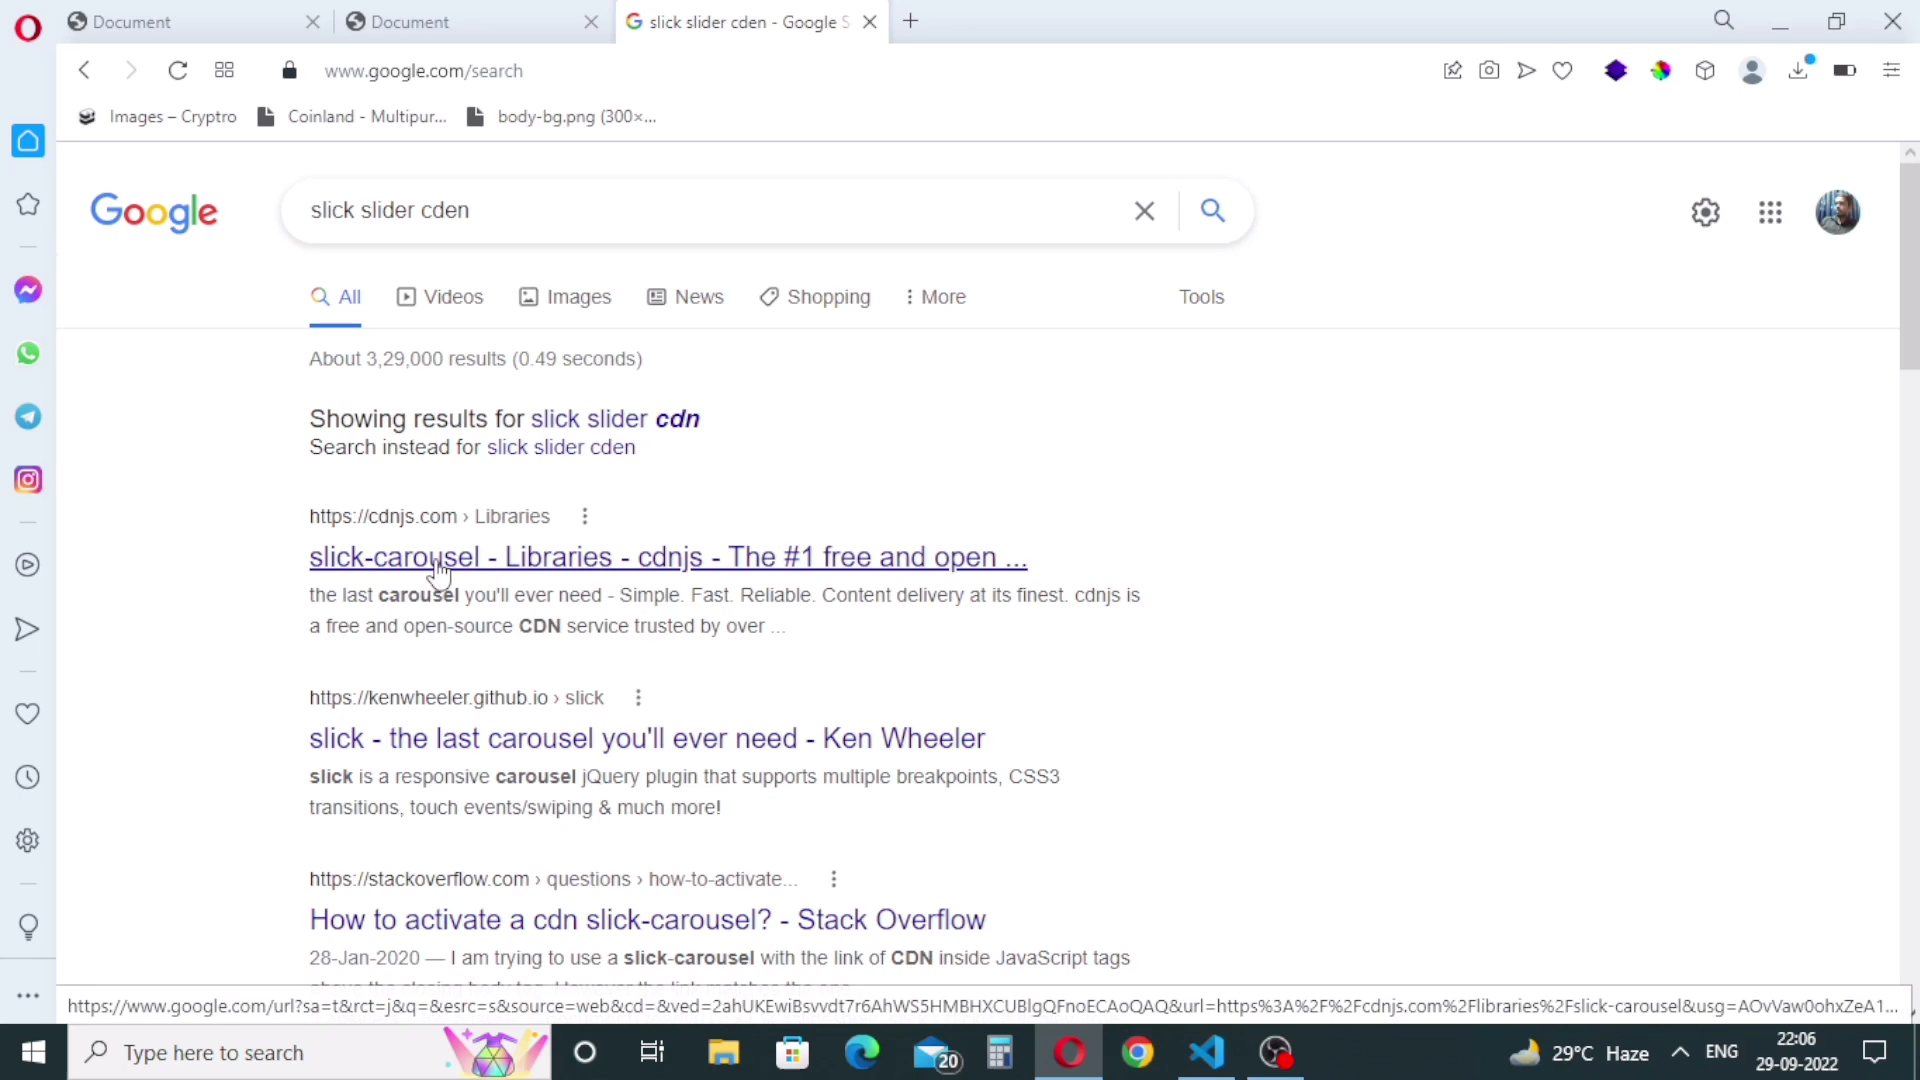 Document
Document
slick slider cden - Google S
www.google.com/search
Images – Cryptro
Coinland - Multipur...
body-bg.png (300×...
Google
slick slider cden
All
Videos
Images
News
Shopping
More
Tools
About 3,29,000 results (0.49 seconds)
Showing results for slick slider cdn
Search instead for slick slider cden
https://cdnjs.com › Libraries
slick-carousel - Libraries - cdnjs - The #1 free and open ...
the last carousel you'll ever need - Simple. Fast. Reliable. Content delivery at its finest. cdnjs is
a free and open-source CDN service trusted by over ...
https://kenwheeler.github.io › slick
slick - the last carousel you'll ever need - Ken Wheeler
slick is a responsive carousel jQuery plugin that supports multiple breakpoints, CSS3
transitions, touch events/swiping & much more!
https://stackoverflow.com › questions › how-to-activate...
How to activate a cdn slick-carousel? - Stack Overflow
28-Jan-2020 — I am trying to use a slick-carousel with the link of CDN inside JavaScript tags
https://www.google.com/url?sa=t&rct=j&q=&esrc=s&source=web&cd=&ved=2ahUKEwiBsvvdt7r6AhWS5HMBHXCUBlgQFnoECAoQAQ&url=https%3A%2F%2Fcdnjs.com%2Flibraries%2Fslick-carousel&usg=AOvVaw0ohxZeA1...
Type here to search
20
29°C Haze
ENG
22:06
29-09-2022